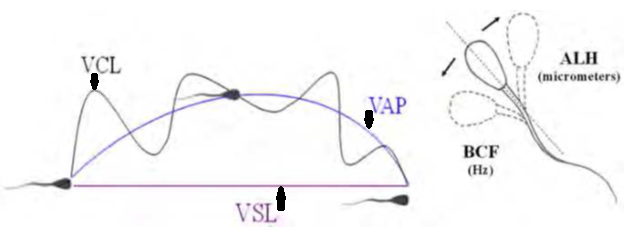 VCL
VAP
VSL
ALH
(micrometers)
BCF
(Hz)